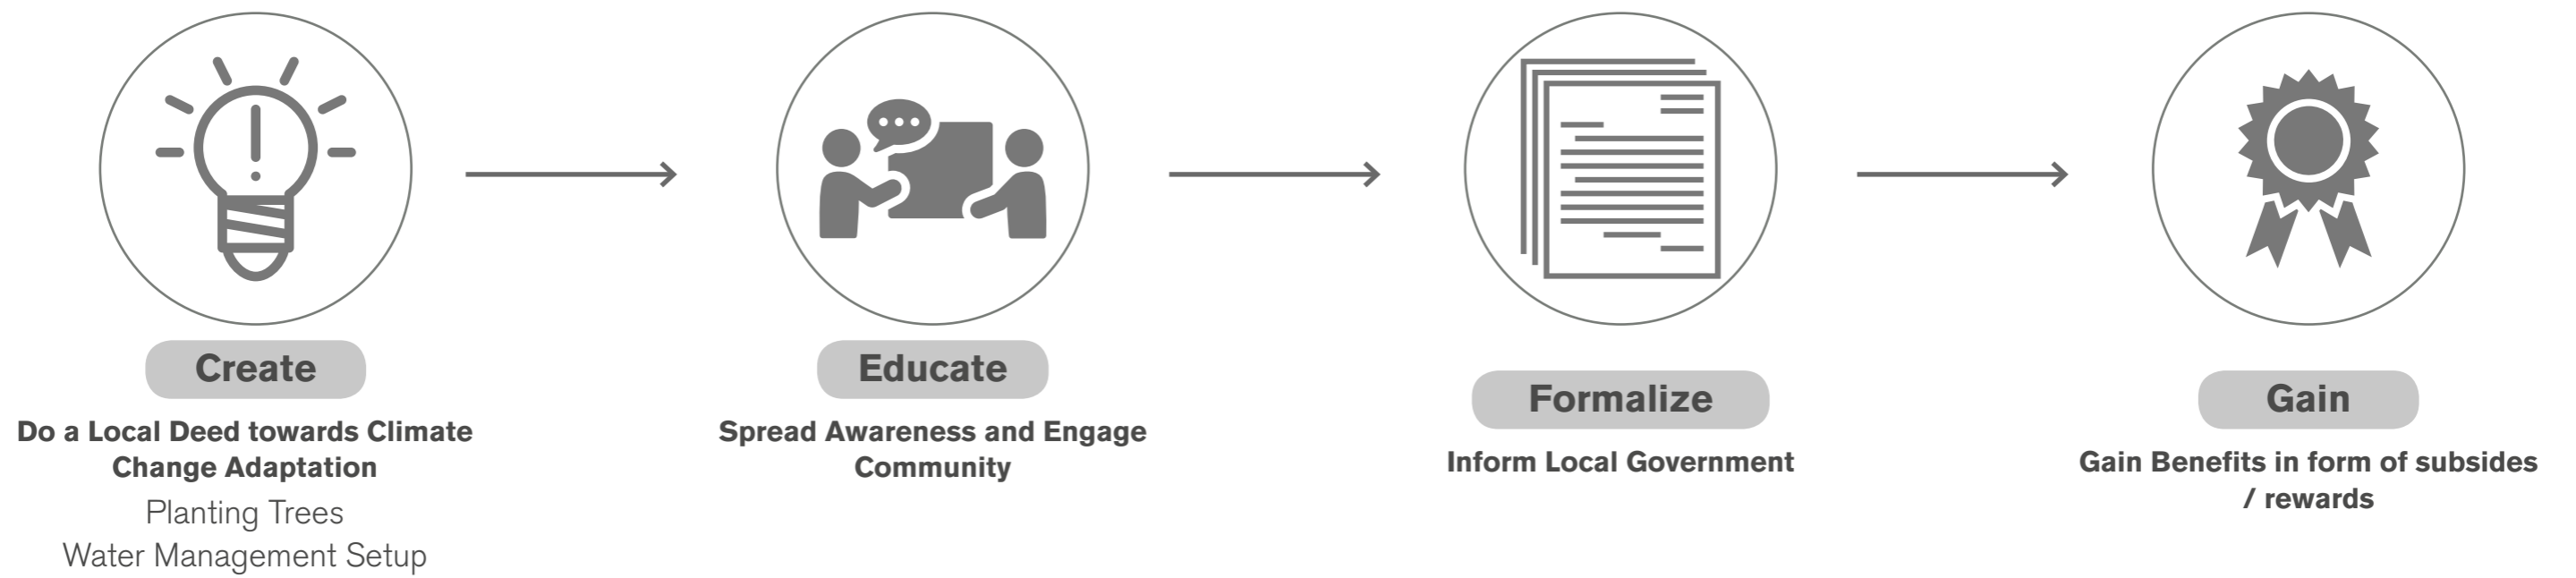 Create
Do a Local Deed towards Climate
Change Adaptation
Planting Trees
Water Management Setup
Educate
Spread Awareness and Engage
Community
Formalize
Inform Local Government
Gain
Gain Benefits in form of subsides
/ rewards